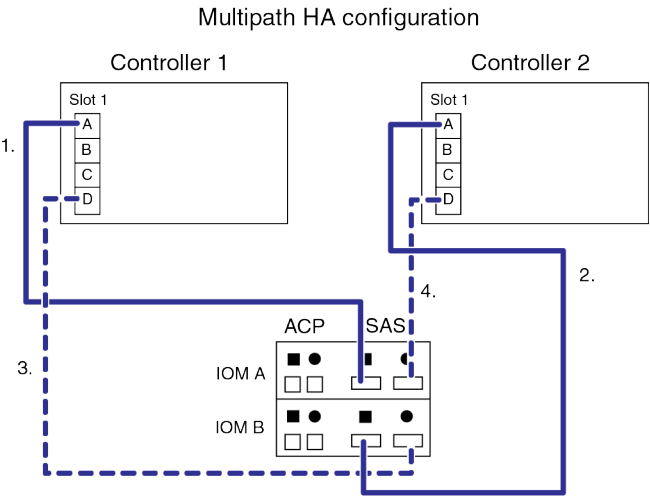 Multipath HA configuration
Controller 1
Controller 2
Slot 1
Slot 1
A
A
1.
B
B
C
C
D
D
2.
4.
ACP
SAS
3.
IOM A
IOM B